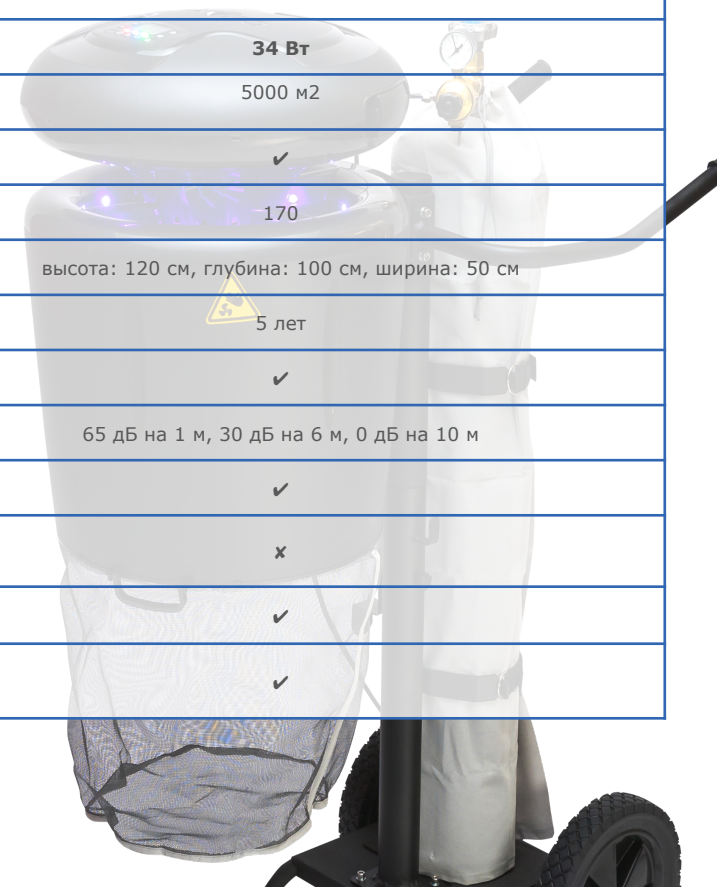 34 Вт
5000 м2
✔
170
высота: 120 см, глубина: 100 см, ширина: 50 см
5 лет
✔
65 дБ на 1 м, 30 дБ на 6 м, 0 дБ на 10 м
✔
✘
✔
✔